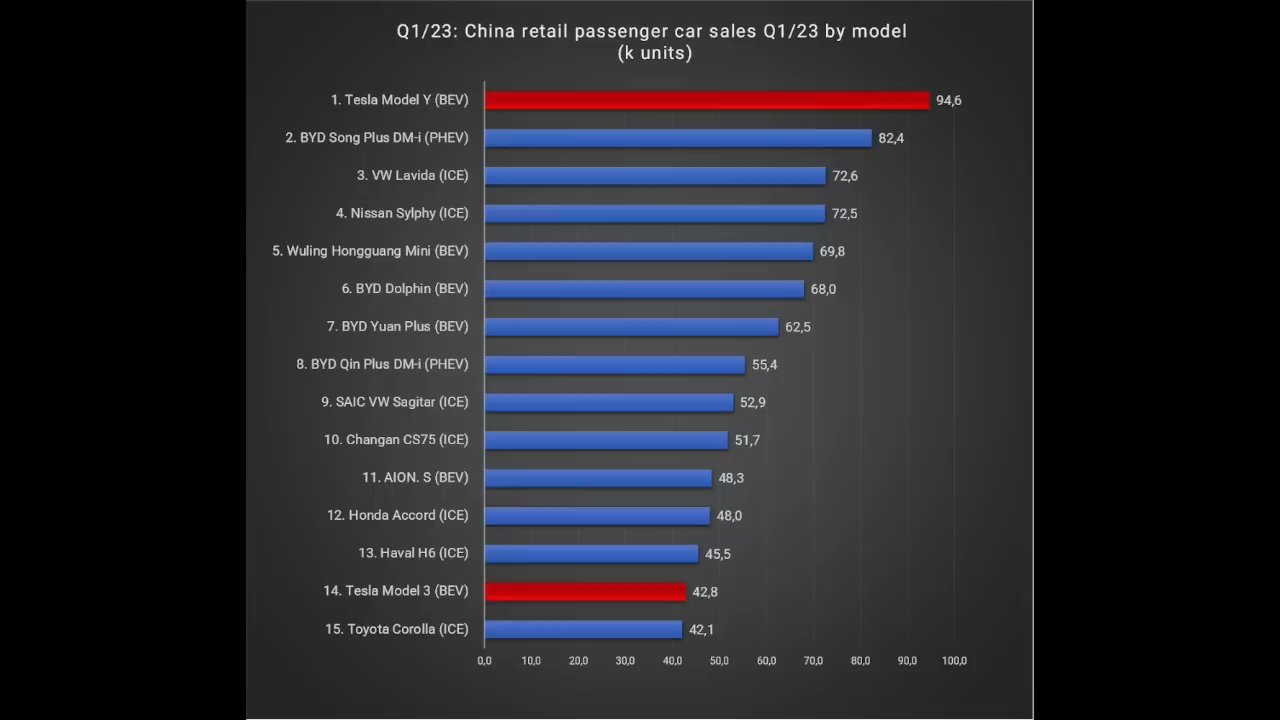 Q1/23: China retail passenger car sales Q1/23 by model
(k units)
1. Tesla Model Y (BEV) 94,6
2. BYD Song Plus DM-i (PHEV) 82,4
3. VW Lavida (ICE) 72,6
4. Nissan Sylphy (ICE) 72,5
5. Wuling Hongguang Mini (BEV) 69,8
6. BYD Dolphin (BEV) 68,0
7. BYD Yuan Plus (BEV) 62,5
8. BYD Qin Plus DM-i (PHEV) 55,4
9. SAIC VW Sagitar (ICE) 52,9
10. Changan CS75 (ICE) 51,7
11. AION. S (BEV) 48,3
12. Honda Accord (ICE) 48,0
13. Haval H6 (ICE) 45,5
14. Tesla Model 3 (BEV) 42,8
15. Toyota Corolla (ICE) 42,1
0,0 10,0 20,0 30,0 40,0 50,0 60,0 70,0 80,0 90,0 100,0